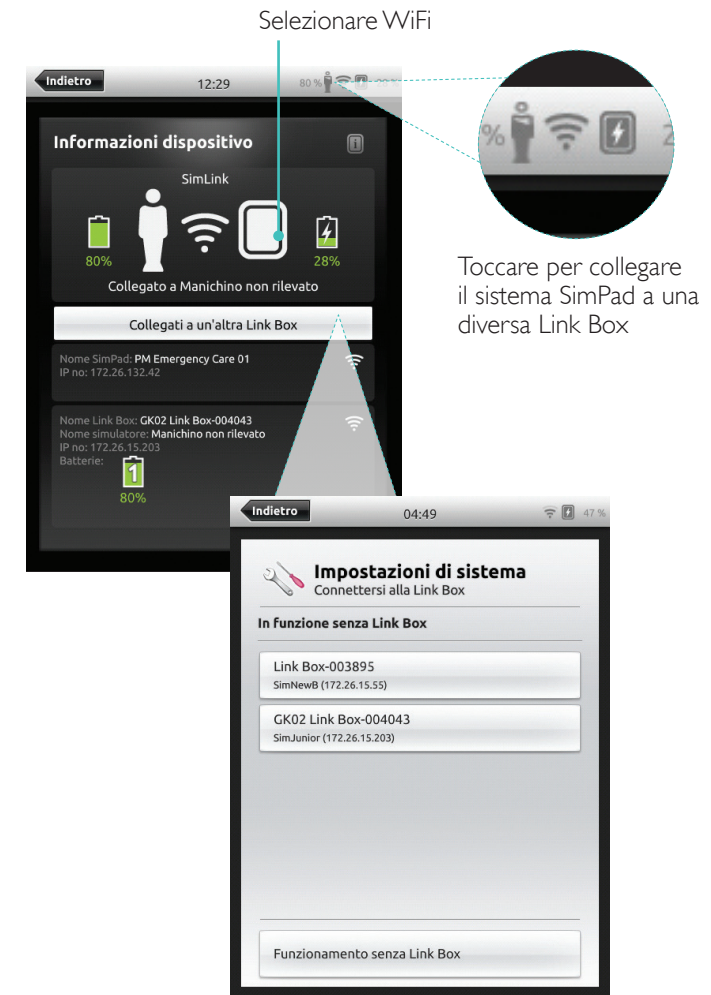 Selezionare WiFi
Indietro
12:29
80 %
28 %
Informazioni dispositivo
SimLink
80%
28%
Collegato a Manichino non rilevato
Collegati a un'altra Link Box
Nome SimPad: PM Emergency Care 01
IP no: 172.26.132.42
Nome Link Box: GK02 Link Box-004043
Nome simulatore: Manichino non rilevato
IP no: 172.26.15.203
Batterie:
1
80%
%
2
Toccare per collegare
il sistema SimPad a una
diversa Link Box
Indietro
04:49
47 %
Impostazioni di sistema
Connettersi alla Link Box
In funzione senza Link Box
Link Box-003895
SimNewB (172.26.15.55)
GK02 Link Box-004043
SimJunior (172.26.15.203)
Funzionamento senza Link Box